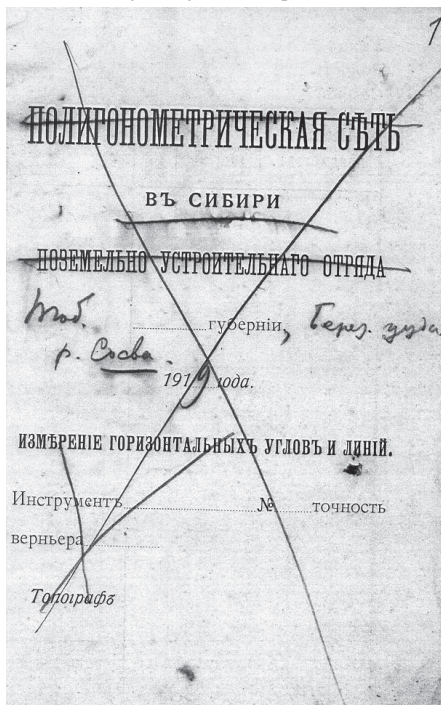 1
ПОЛИГОНОМЕТРИЧЕСКАЯ СѢТЬ
ВЪ СИБИРИ
ПОЗЕМЕЛЬНО УСТРОИТЕЛЬНАГО ОТРЯДА
Тоб. губерніи, Берез. уезда
р. Сосва.
1919 года.
ИЗМѢРЕНІЕ ГОРИЗОНТАЛЬНЫХЪ УГЛОВЪ И ЛИНІЙ.
Инструментъ № точность
верньера
Топографъ